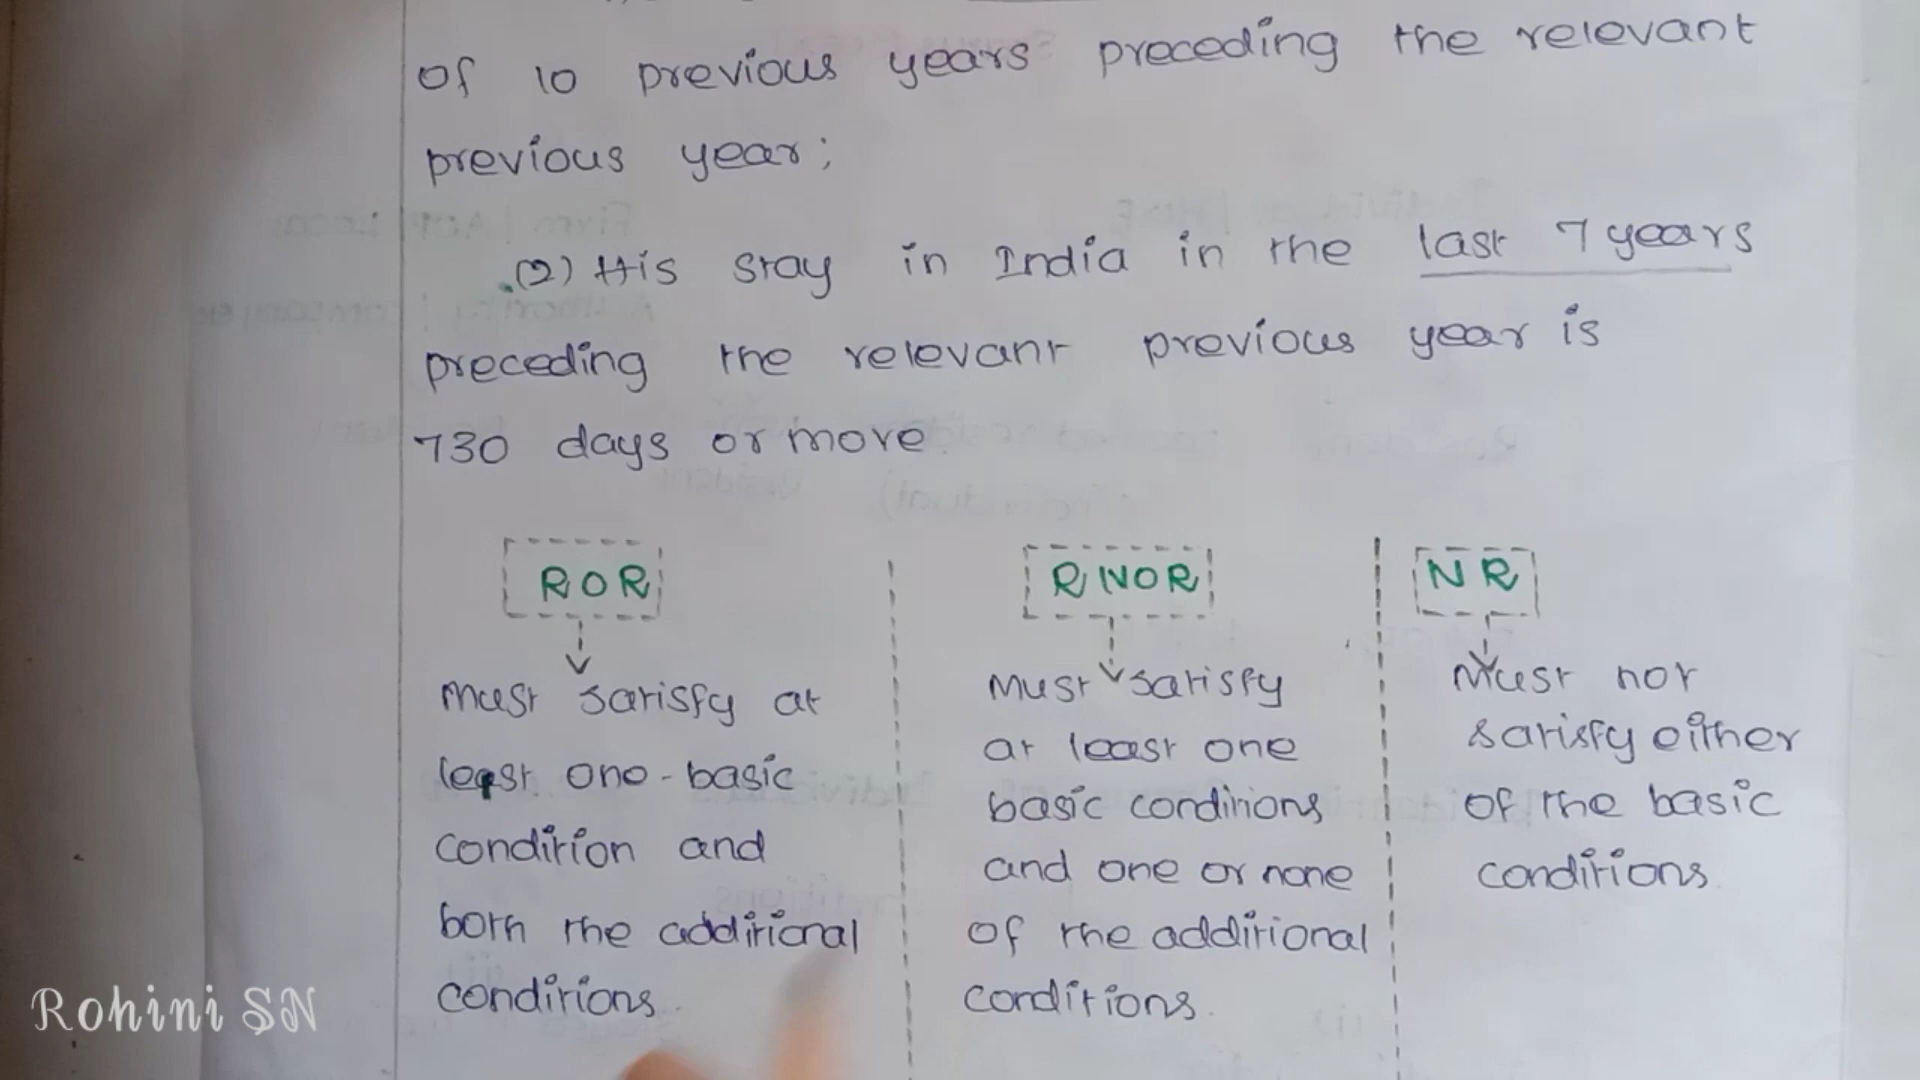 of 10 previous years preceding the relevant
previous year;
(2) His stay in India in the last 7 years
preceding the relevant previous year is
730 days or more.
ROR
Must satisfy at
least one-basic
condition and
both the additional
conditions.
RNOR
Must satisfy
at least one
basic conditions
and one or none
of the additional
conditions.
NR
Must not
satisfy either
of the basic
conditions.
Rohini SN